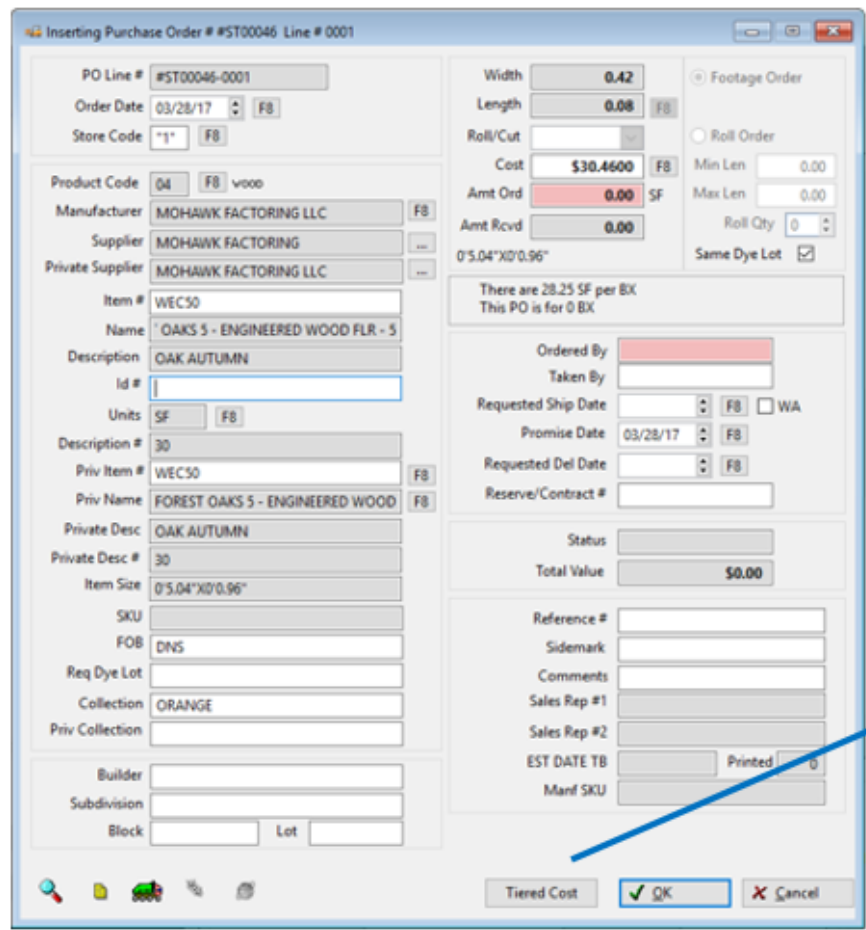 Inserting Purchase Order # #ST00046 Line # 0001
PO Line # #ST00046-0001
Order Date 03/28/17 F8
Store Code "1" F8
Product Code 04 F8 WOOD
Manufacturer MOHAWK FACTORING LLC F8
Supplier MOHAWK FACTORING ...
Private Supplier MOHAWK FACTORING LLC ...
Item # WEC50
Name ' OAKS 5 - ENGINEERED WOOD FLR - 5
Description OAK AUTUMN
Id #
Units SF F8
Description # 30
Priv Item # WEC50 F8
Priv Name FOREST OAKS 5 - ENGINEERED WOOD F8
Private Desc OAK AUTUMN
Private Desc # 30
Item Size 0'5.04"X0'0.96"
SKU
FOB DNS
Req Dye Lot
Collection ORANGE
Priv Collection
Builder
Subdivision
Block Lot
Width 0.42 Footage Order
Length 0.08 F8
Roll/Cut Roll Order
Cost $30.4600 F8 Min Len 0.00
Amt Ord 0.00 SF Max Len 0.00
Amt Rcvd 0.00 Roll Qty 0
0'5.04"X0'0.96" Same Dye Lot
There are 28.25 SF per BX
This PO is for 0 BX
Ordered By
Taken By
Requested Ship Date F8 WA
Promise Date 03/28/17 F8
Requested Del Date F8
Reserve/Contract #
Status
Total Value $0.00
Reference #
Sidemark
Comments
Sales Rep #1
Sales Rep #2
EST DATE TB Printed 0
Manf SKU
Tiered Cost OK Cancel